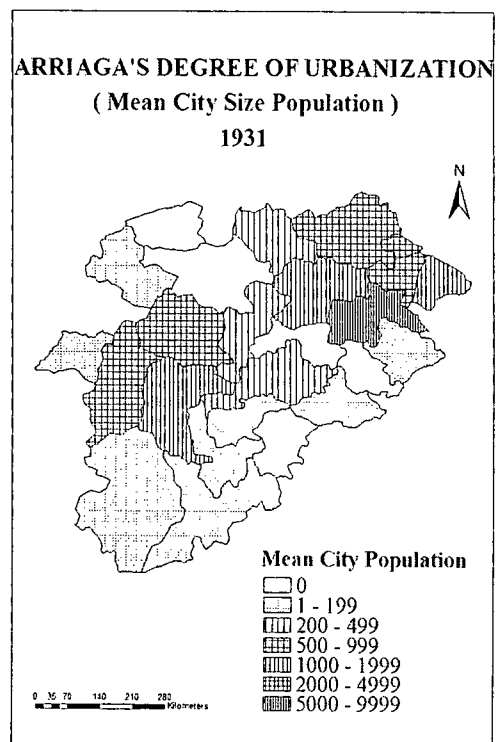 ARRIAGA'S DEGREE OF URBANIZATION
( Mean City Size Population )
1931
N
Mean City Population
0
1 - 199
200 - 499
500 - 999
1000 - 1999
2000 - 4999
5000 - 9999
0 35 70 140 210 280
Kilometers